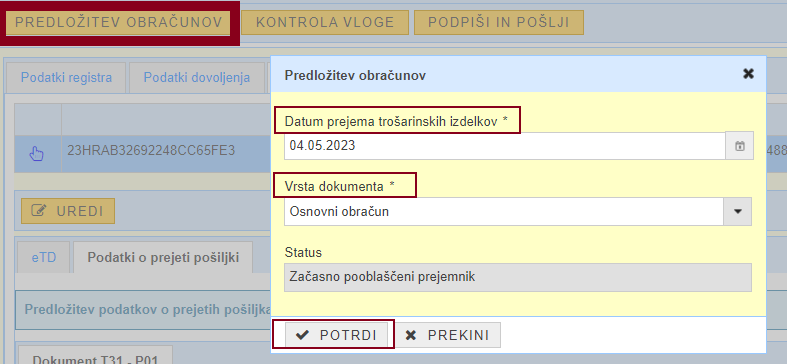 PREDLOŽITEV OBRAČUNOV KONTROLA VLOGE PODPIŠI IN POŠLJI
Predložitev obračunov
Podatki registra Podatki dovoljenja
Datum prejema trošarinskih izdelkov *
23HRAB32692248CC65FE3 04.05.2023 488
Vrsta dokumenta *
UREDI Osnovni obračun
eTD Podatki o prejeti pošiljki Status
Začasno pooblaščeni prejemnik
Predložitev podatkov o prejetih pošiljka
POTRDI PREKINI
Dokument T31 - P01